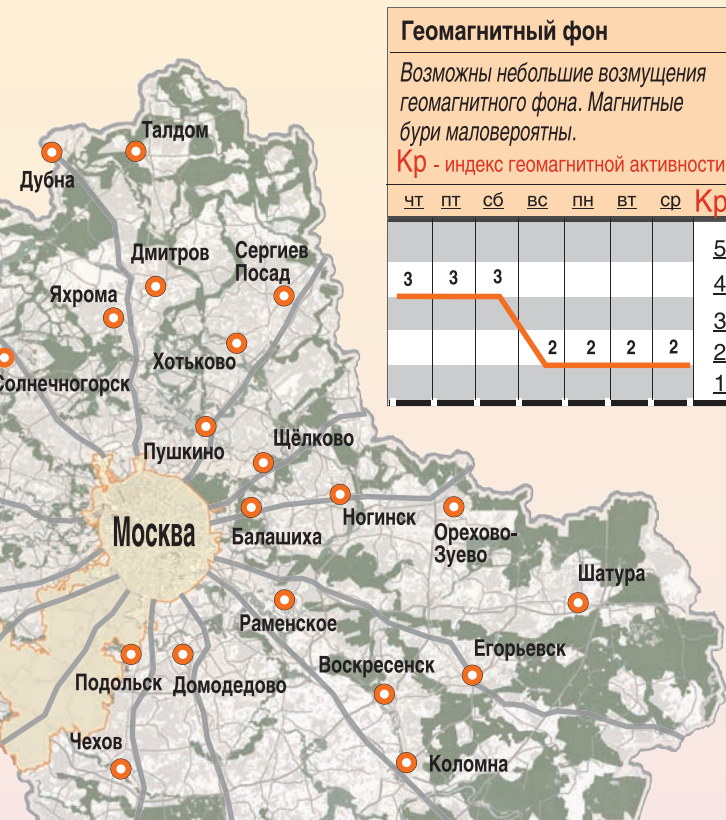 Геомагнитный фон
Возможны небольшие возмущения
геомагнитного фона. Магнитные
бури маловероятны.
Кр - индекс геомагнитной активности
чт пт сб вс пн вт ср Кр
5
3 3 3 4
3
2 2 2 2 2
1
Талдом
Дубна
Дмитров
Сергиев
Посад
Яхрома
Хотьково
Солнечногорск
Пушкино
Щёлково
Москва
Балашиха
Ногинск
Орехово-
Зуево
Шатура
Раменское
Воскресенск
Егорьевск
Подольск
Домодедово
Чехов
Коломна